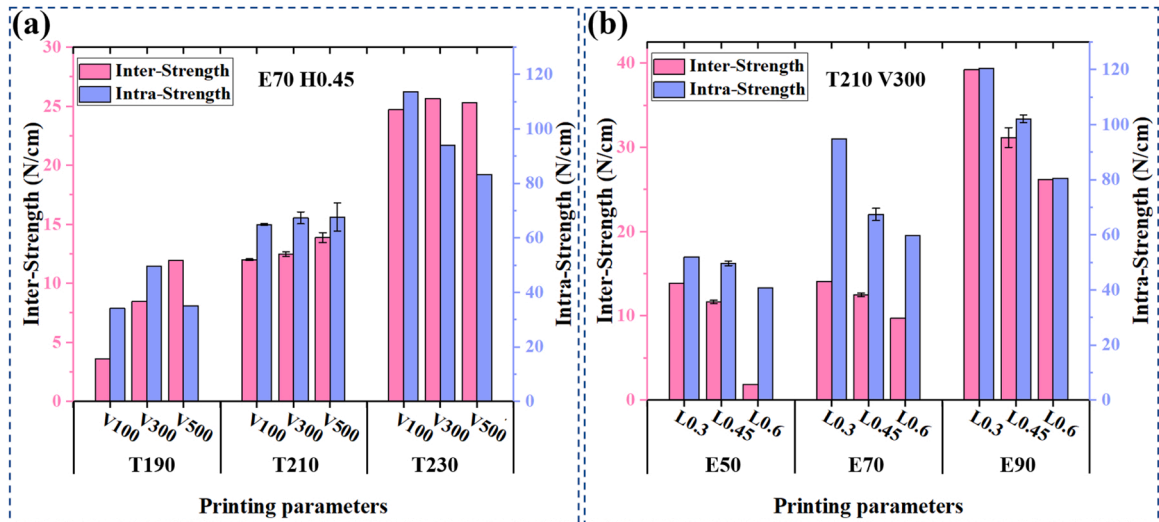 (a)
E70 H0.45
Inter-Strength
Intra-Strength
Inter-Strength (N/cm)
30
25
20
15
10
5
0
Intra-Strength (N/cm)
120
100
80
60
40
20
0
V100 V300 V500 V100 V300 V500 V100 V300 V500
T190 T210 T230
Printing parameters
(b)
T210 V300
Inter-Strength
Intra-Strength
Inter-Strength (N/cm)
40
30
20
10
0
Intra-Strength (N/cm)
120
100
80
60
40
20
0
L0.3 L0.45 L0.6 L0.3 L0.45 L0.6 L0.3 L0.45 L0.6
E50 E70 E90
Printing parameters